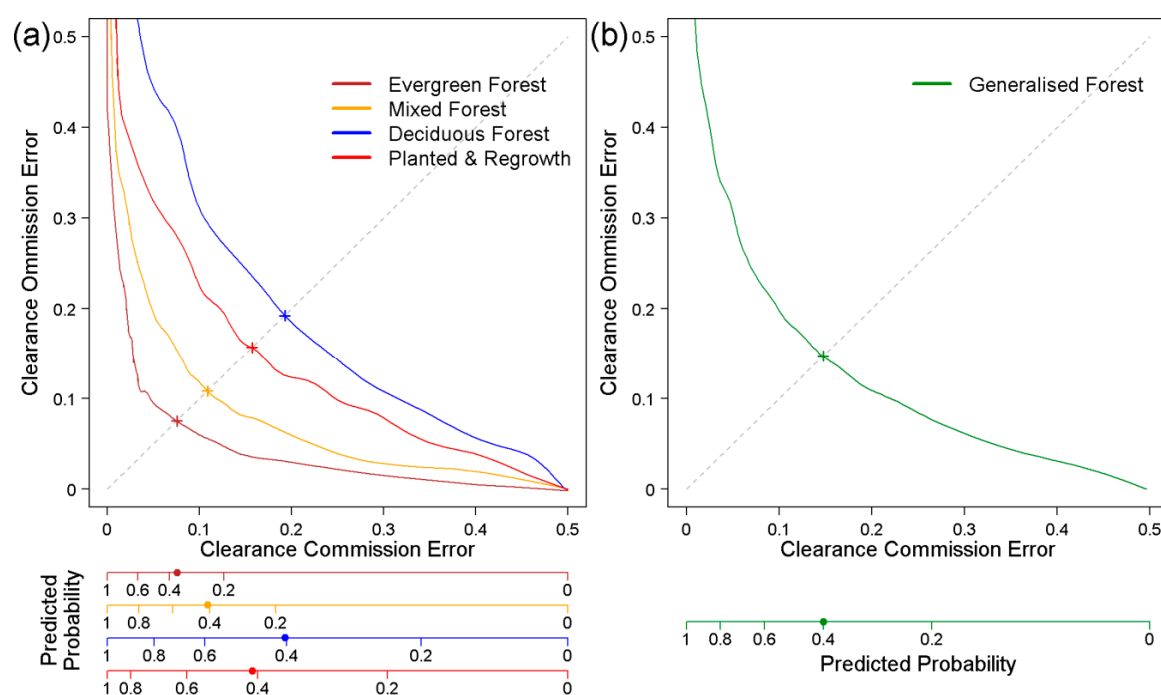 (a)
0.5
0.4
0.3
0.2
0.1
0
Clearance Ommission Error
Evergreen Forest
Mixed Forest
Deciduous Forest
Planted & Regrowth
0 0.1 0.2 0.3 0.4 0.5
Clearance Commission Error
Predicted
Probability
1 0.6 0.4 0.2 0
1 0.8 0.4 0.2 0
1 0.8 0.6 0.4 0.2 0
1 0.8 0.6 0.4 0.2 0
(b)
0.5
0.4
0.3
0.2
0.1
0
Clearance Ommission Error
Generalised Forest
0 0.1 0.2 0.3 0.4 0.5
Clearance Commission Error
1 0.8 0.6 0.4 0.2 0
Predicted Probability